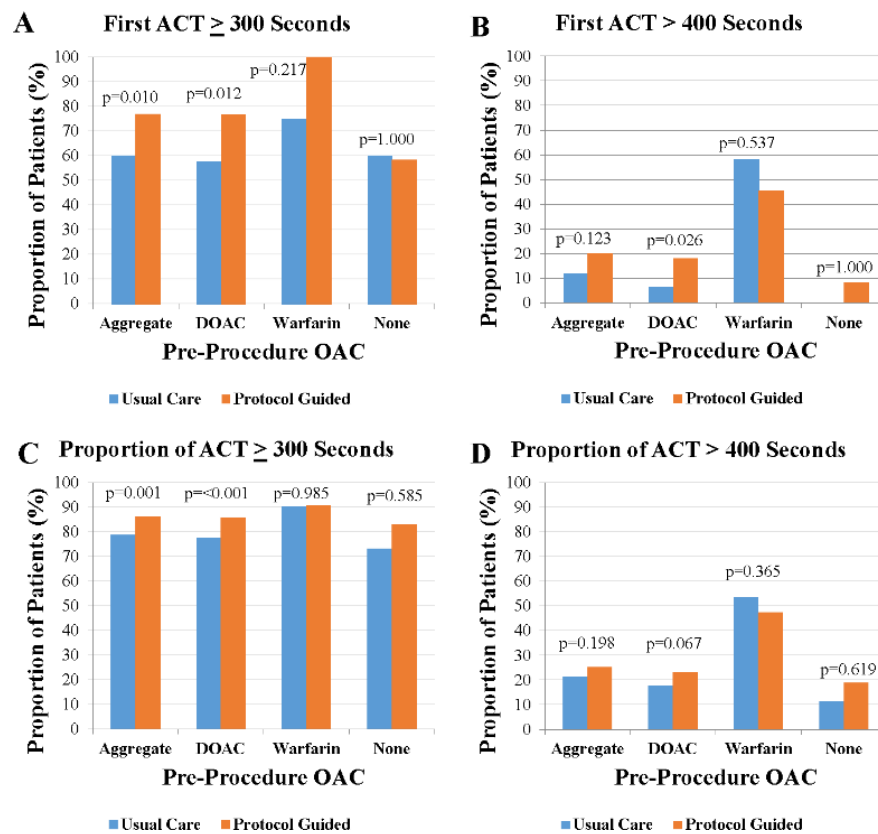 A First ACT ≥ 300 Seconds
Proportion of Patients (%)
100
90
80
70
60
50
40
30
20
10
0
p=0.010
p=0.012
p=0.217
p=1.000
Aggregate DOAC Warfarin None
Pre-Procedure OAC
Usual Care Protocol Guided
B First ACT > 400 Seconds
Proportion of Patients (%)
100
90
80
70
60
50
40
30
20
10
0
p=0.123
p=0.026
p=0.537
p=1.000
Aggregate DOAC Warfarin None
Pre-Procedure OAC
Usual Care Protocol Guided
C Proportion of ACT ≥ 300 Seconds
Proportion of Patients (%)
100
90
80
70
60
50
40
30
20
10
0
p=0.001 p=<0.001 p=0.985 p=0.585
Aggregate DOAC Warfarin None
Pre-Procedure OAC
Usual Care Protocol Guided
D Proportion of ACT > 400 Seconds
Proportion of Patients (%)
100
90
80
70
60
50
40
30
20
10
0
p=0.198
p=0.067
p=0.365
p=0.619
Aggregate DOAC Warfarin None
Pre-Procedure OAC
Usual Care Protocol Guided